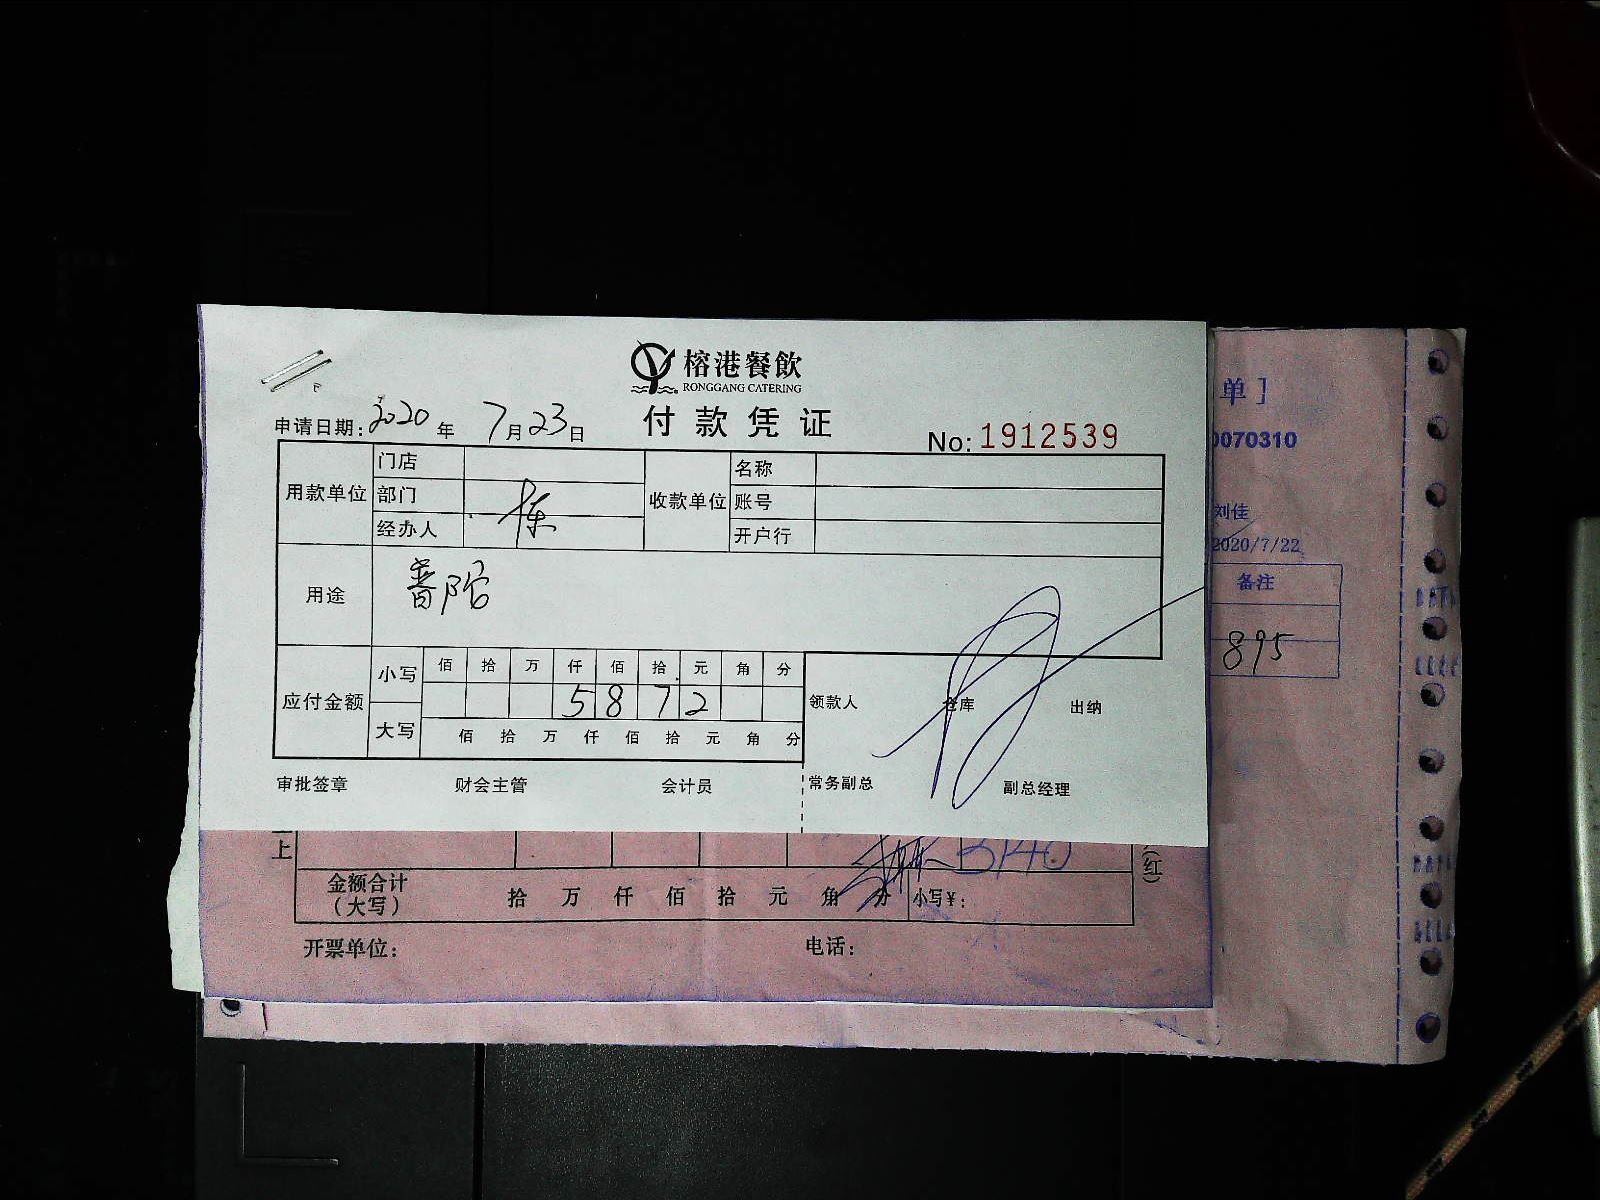 榕港餐飲
RONGGANG CATERING
付款凭证
申请日期: 2020 年 7 月 23 日
No: 1912539
用款单位 门店 收款单位 名称
部门 账号
经办人 开户行
用途
应付金额 小写 佰 拾 万 仟 佰 拾 元 角 分
5 8 7 2
大写 佰 拾 万 仟 佰 拾 元 角 分
领款人 仓库 出纳
审批签章 财会主管 会计员 常务副总 副总经理
单]
0070310
刘佳
2020/7/22
备注
895
上
3140
(红)
金额合计
(大写) 拾 万 仟 佰 拾 元 角 分 小写¥:
开票单位: 电话: